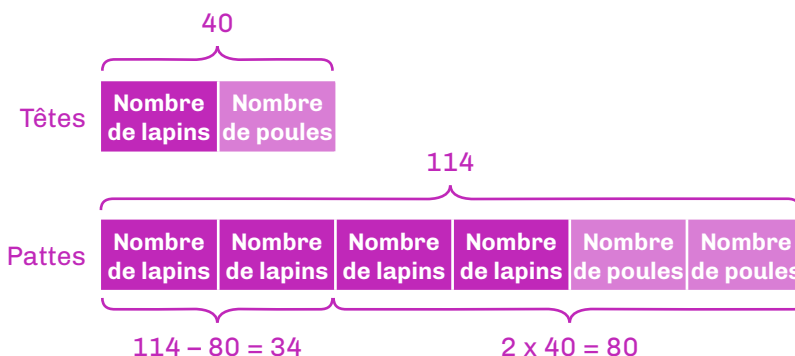 40
Têtes
Nombre de lapins
Nombre de poules
114
Pattes
Nombre de lapins
Nombre de lapins
Nombre de lapins
Nombre de lapins
Nombre de poules
Nombre de poules
114 – 80 = 34
2 x 40 = 80